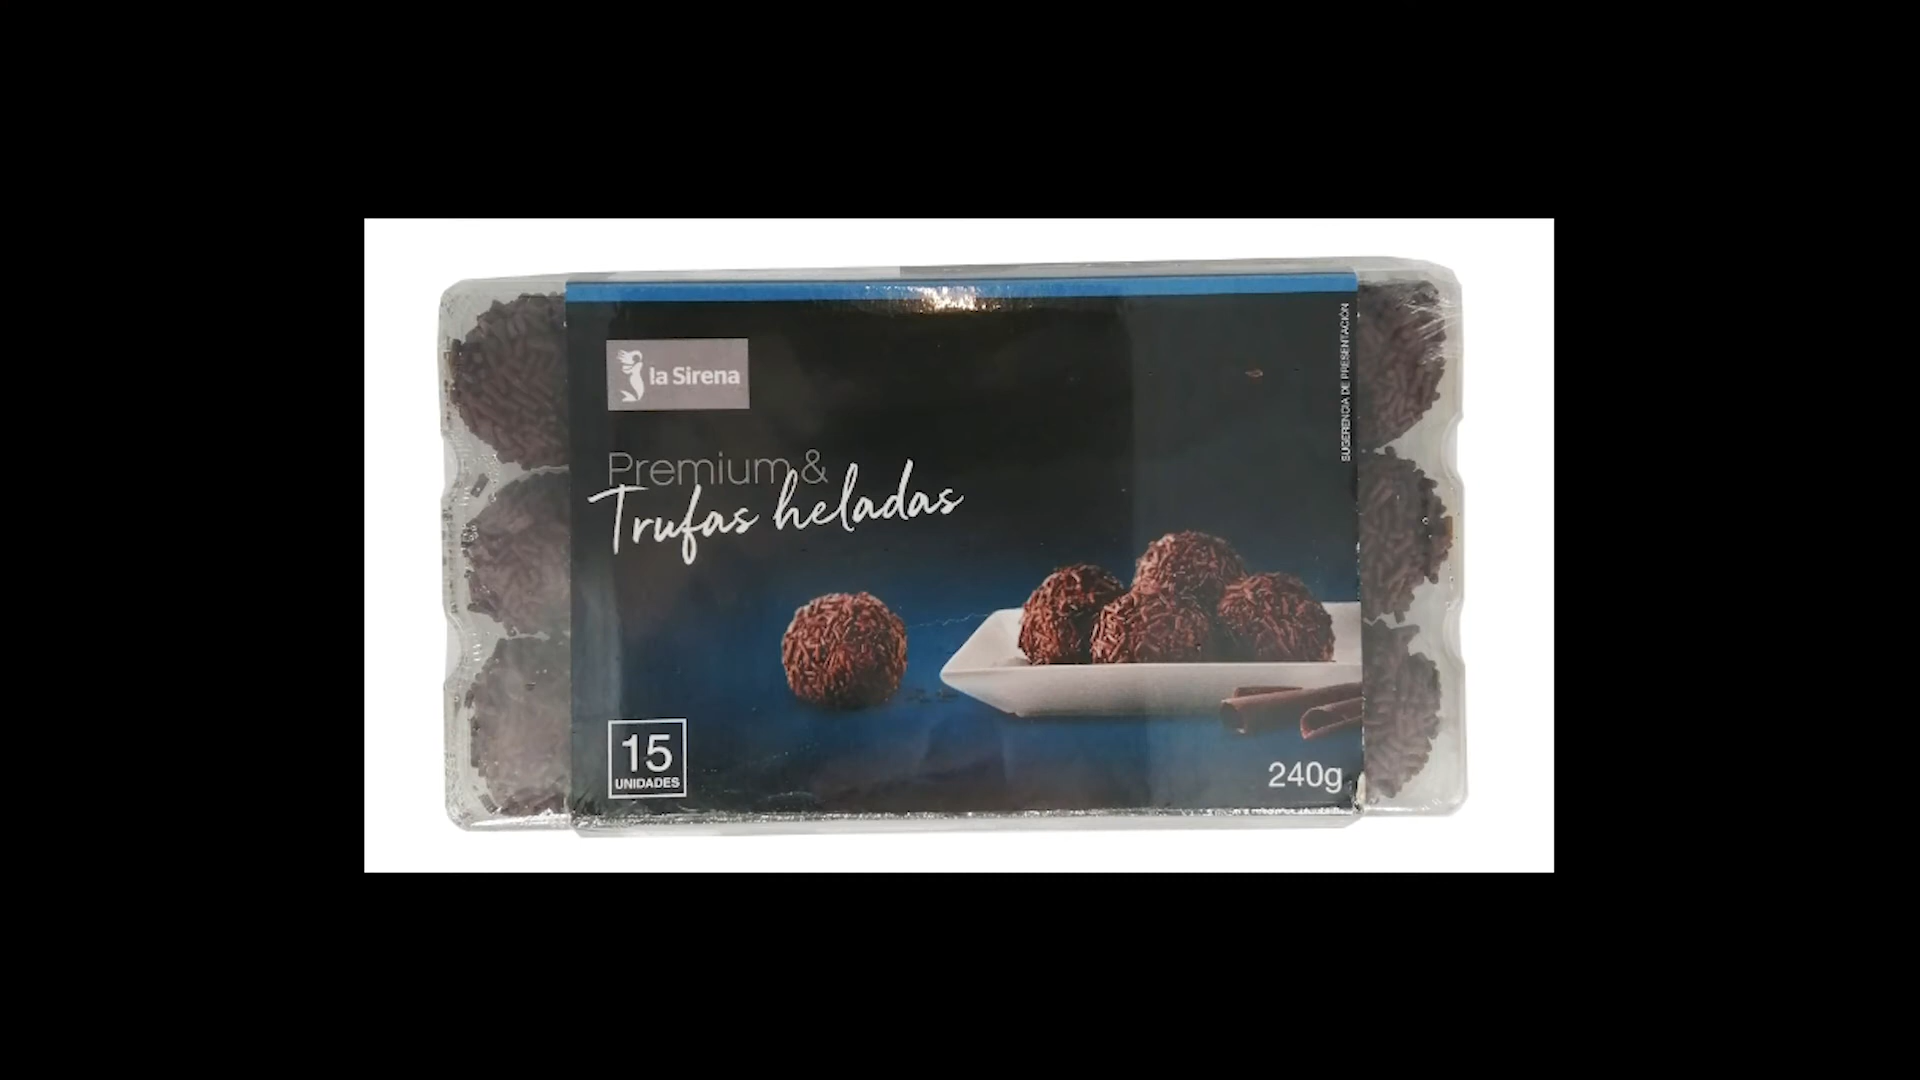 la Sirena
Premium &
Trufas heladas
SUGERENCIA DE PRESENTACIÓN
15
UNIDADES
240g